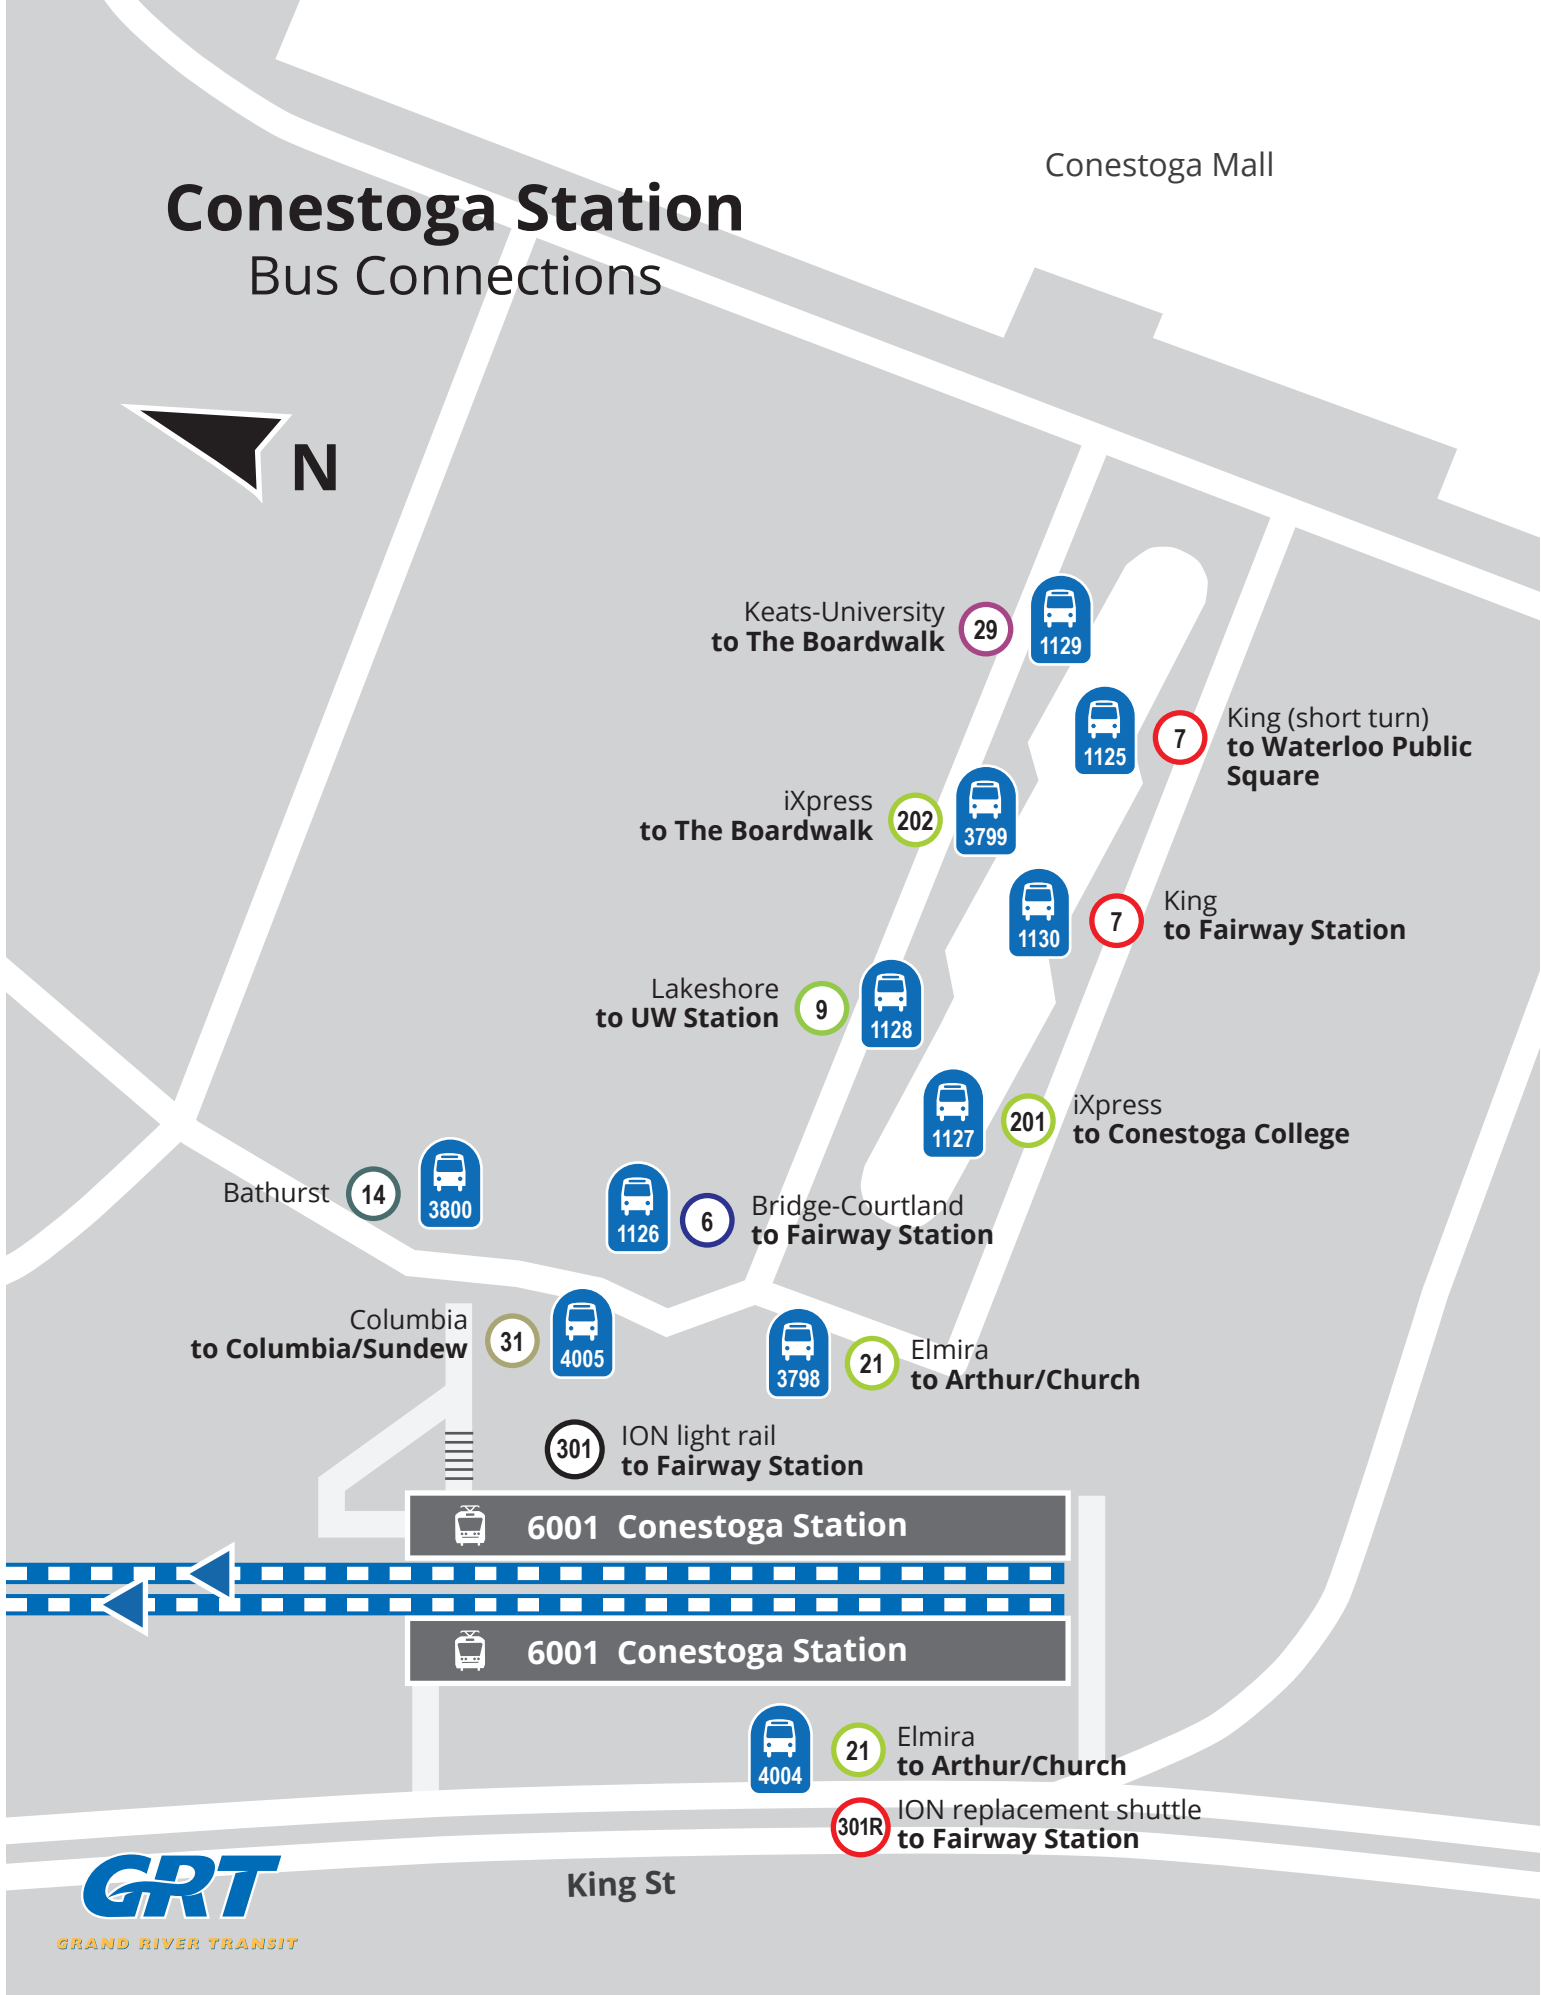 Conestoga Mall
Conestoga Station
Bus Connections
N
Keats-University
to The Boardwalk
29
1129
1125
7
King (short turn)
to Waterloo Public
Square
iXpress
to The Boardwalk
202
3799
1130
7
King
to Fairway Station
Lakeshore
to UW Station
9
1128
1127
201
iXpress
to Conestoga College
Bathurst
14
3800
1126
6
Bridge-Courtland
to Fairway Station
Columbia
to Columbia/Sundew
31
4005
3798
21
Elmira
to Arthur/Church
301
ION light rail
to Fairway Station
6001 Conestoga Station
6001 Conestoga Station
4004
21
Elmira
to Arthur/Church
301R
ION replacement shuttle
to Fairway Station
King St
GRT
GRAND RIVER TRANSIT